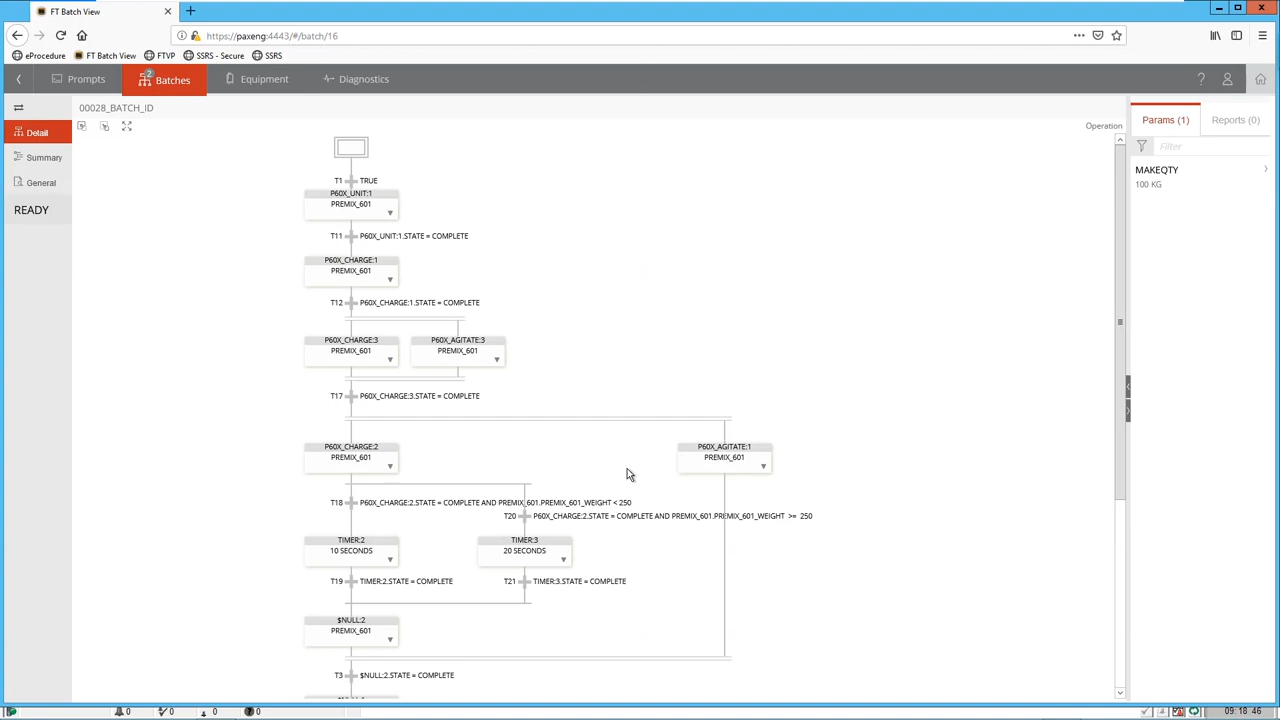 FT Batch View
https://paxeng:4443/#/batch/16
eProcedure FT Batch View FTVP SSRS - Secure SSRS
Prompts 2 Batches Equipment Diagnostics
00028_BATCH_ID
Detail
Summary
General
READY
Operation
T1 TRUE
P60X_UNIT:1
PREMIX_601
T11 P60X_UNIT:1.STATE = COMPLETE
P60X_CHARGE:1
PREMIX_601
T12 P60X_CHARGE:1.STATE = COMPLETE
P60X_CHARGE:3
PREMIX_601
P60X_AGITATE:3
PREMIX_601
T17 P60X_CHARGE:3.STATE = COMPLETE
P60X_CHARGE:2
PREMIX_601
P60X_AGITATE:1
PREMIX_601
T18 P60X_CHARGE:2.STATE = COMPLETE AND PREMIX_601.PREMIX_601_WEIGHT < 250
T20 P60X_CHARGE:2.STATE = COMPLETE AND PREMIX_601.PREMIX_601_WEIGHT >= 250
TIMER:2
10 SECONDS
TIMER:3
20 SECONDS
T19 TIMER:2.STATE = COMPLETE
T21 TIMER:3.STATE = COMPLETE
$NULL:2
PREMIX_601
T3 $NULL:2.STATE = COMPLETE
Params (1) Reports (0)
Filter
MAKEQTY
100 KG
0 0 0 0
09:18:46